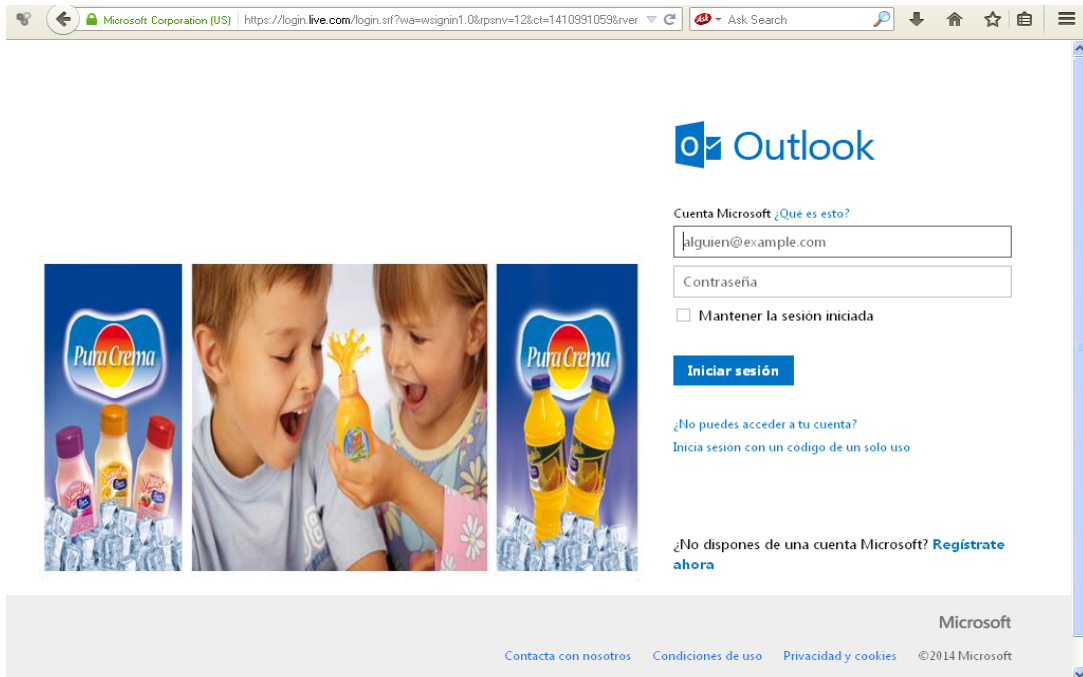 Microsoft Corporation (US)
https://login.live.com/login.srf?wa=wsignin1.0&rpsnv=12&ct=1410991059&rver
Ask Search
Outlook
Cuenta Microsoft ¿Qué es esto?
alguien@example.com
Contraseña
Mantener la sesión iniciada
Iniciar sesión
¿No puedes acceder a tu cuenta?
Inicia sesión con un código de un solo uso
Pura Crema
Pura Crema
¿No dispones de una cuenta Microsoft? Regístrate
ahora
Microsoft
Contacta con nosotros Condiciones de uso Privacidad y cookies ©2014 Microsoft